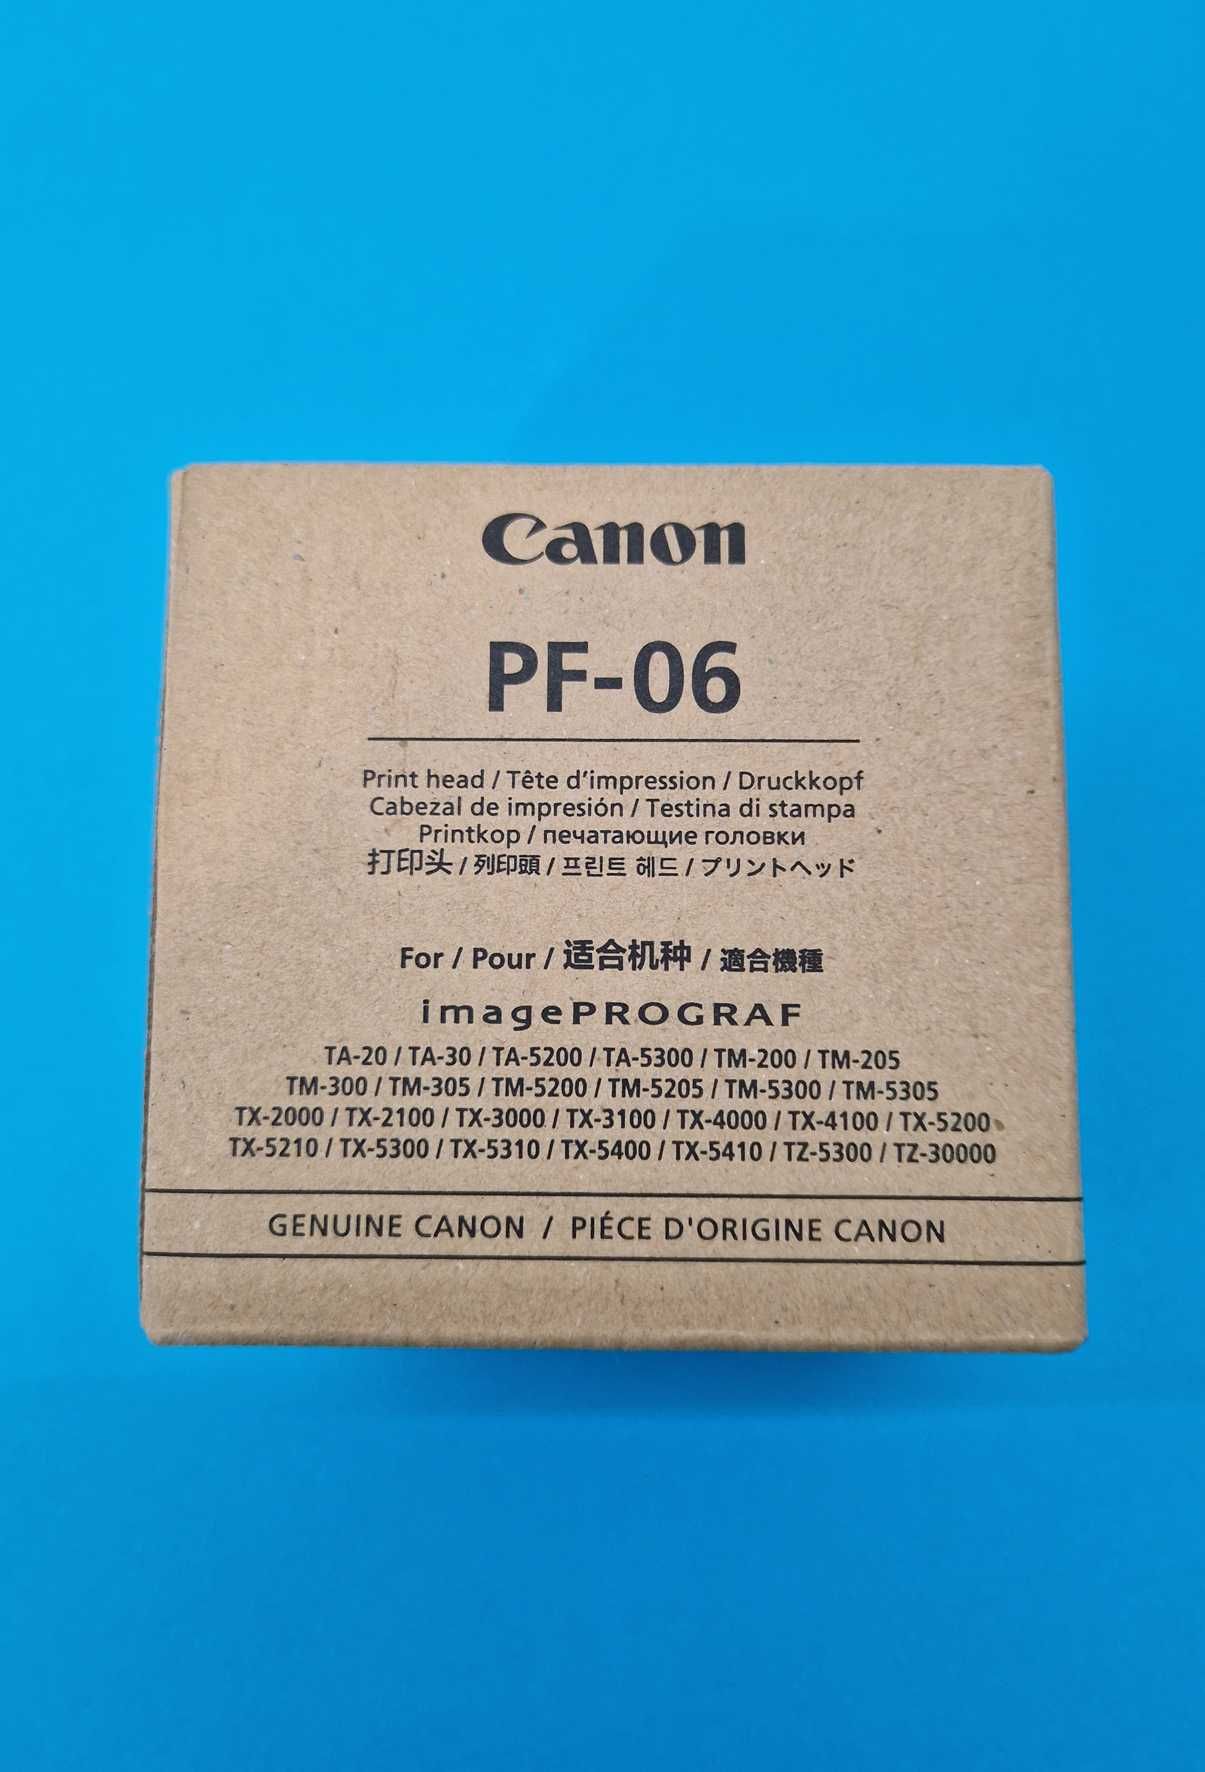 Canon
PF-06
Print head / Tête d'impression / Druckkopf
Cabezal de impresión / Testina di stampa
Printkop / печатающие головки
打印头 / 列印頭 / 프린트 헤드 / プリントヘッド
For / Pour / 适合机种 / 適合機種
imagePROGRAF
TA-20 / TA-30 / TA-5200 / TA-5300 / TM-200 / TM-205
TM-300 / TM-305 / TM-5200 / TM-5205 / TM-5300 / TM-5305
TX-2000 / TX-2100 / TX-3000 / TX-3100 / TX-4000 / TX-4100 / TX-5200
TX-5210 / TX-5300 / TX-5310 / TX-5400 / TX-5410 / TZ-5300 / TZ-30000
GENUINE CANON / PIÉCE D'ORIGINE CANON